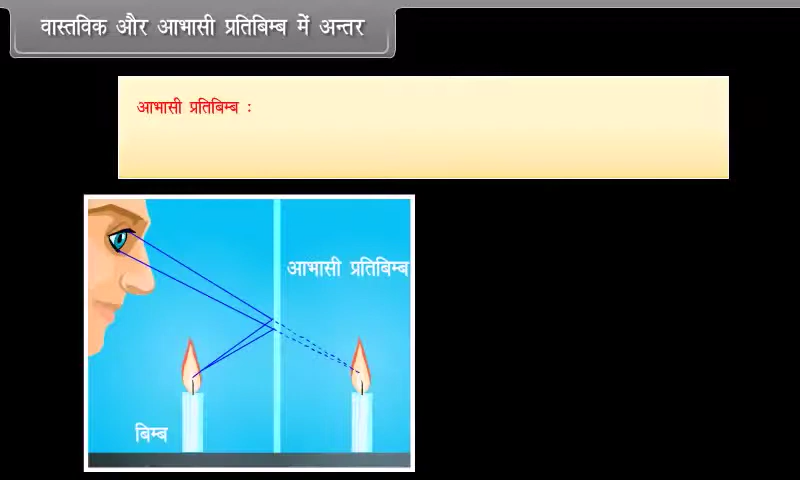 वास्तविक और आभासी प्रतिबिम्ब में अन्तर
आभासी प्रतिबिम्ब :
आभासी प्रतिबिम्ब
बिम्ब